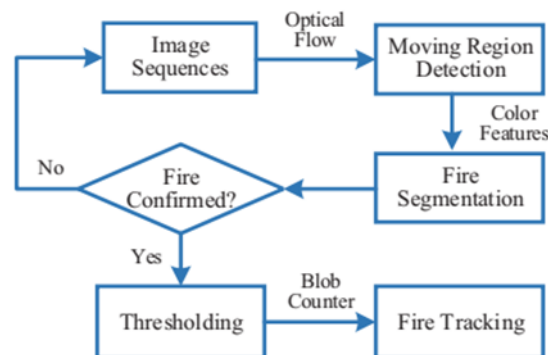 Image
Sequences
Optical
Flow
Moving Region
Detection
Color
Features
Fire
Segmentation
Fire
Confirmed?
No
Yes
Thresholding
Blob
Counter
Fire Tracking